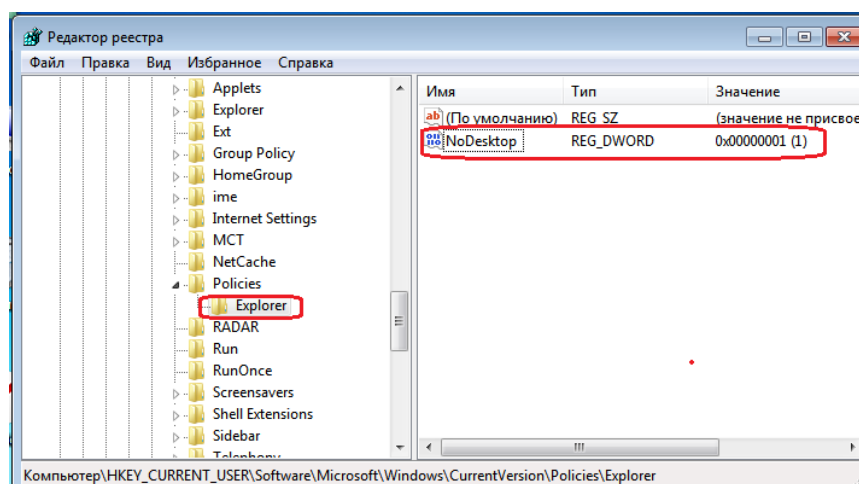 Редактор реестра
Файл Правка Вид Избранное Справка
Applets
Explorer
Ext
Group Policy
HomeGroup
ime
Internet Settings
MCT
NetCache
Policies
Explorer
RADAR
Run
RunOnce
Screensavers
Shell Extensions
Sidebar
Telephony
Имя Тип Значение
(По умолчанию) REG_SZ (значение не присвое
NoDesktop REG_DWORD 0x00000001 (1)
Компьютер\HKEY_CURRENT_USER\Software\Microsoft\Windows\CurrentVersion\Policies\Explorer